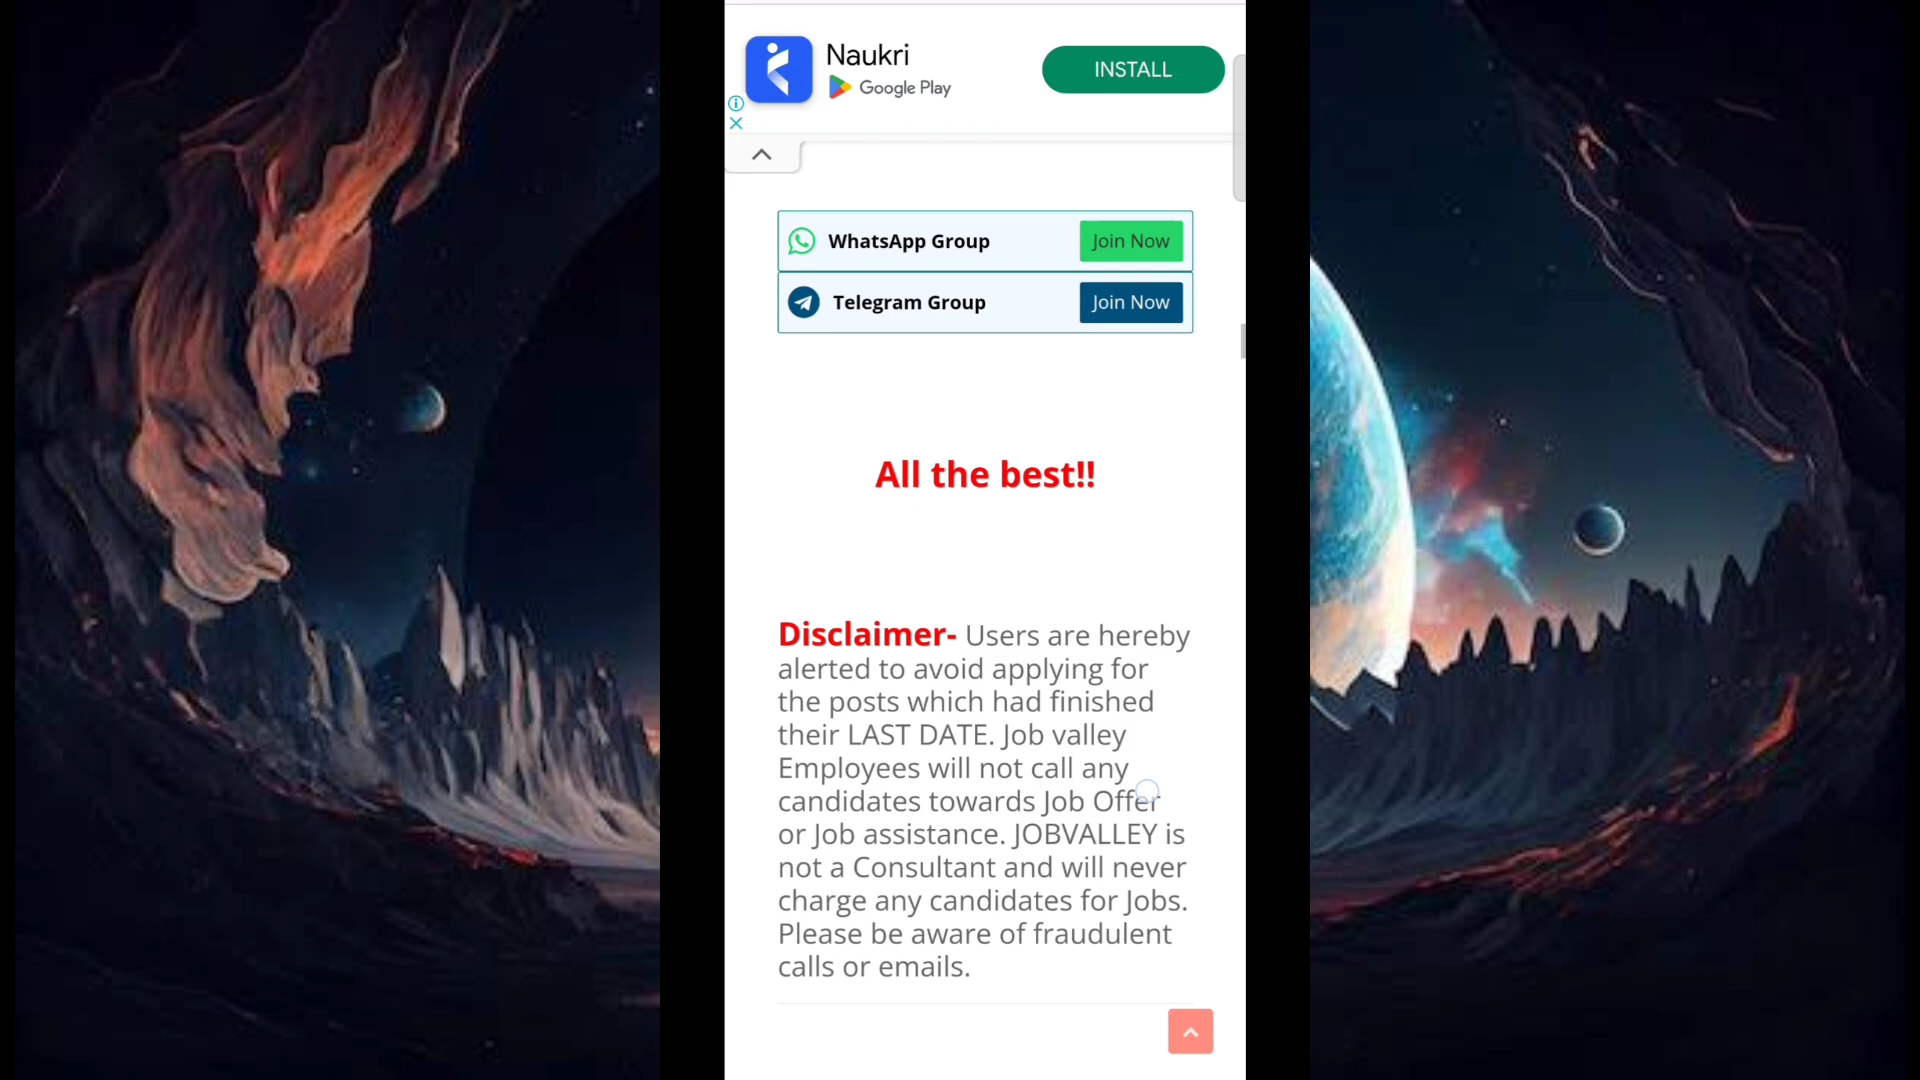 Naukri
Google Play
INSTALL
WhatsApp Group
Join Now
Telegram Group
Join Now
All the best!!
Disclaimer- Users are hereby
alerted to avoid applying for
the posts which had finished
their LAST DATE. Job valley
Employees will not call any
candidates towards Job Offer
or Job assistance. JOBVALLEY is
not a Consultant and will never
charge any candidates for Jobs.
Please be aware of fraudulent
calls or emails.